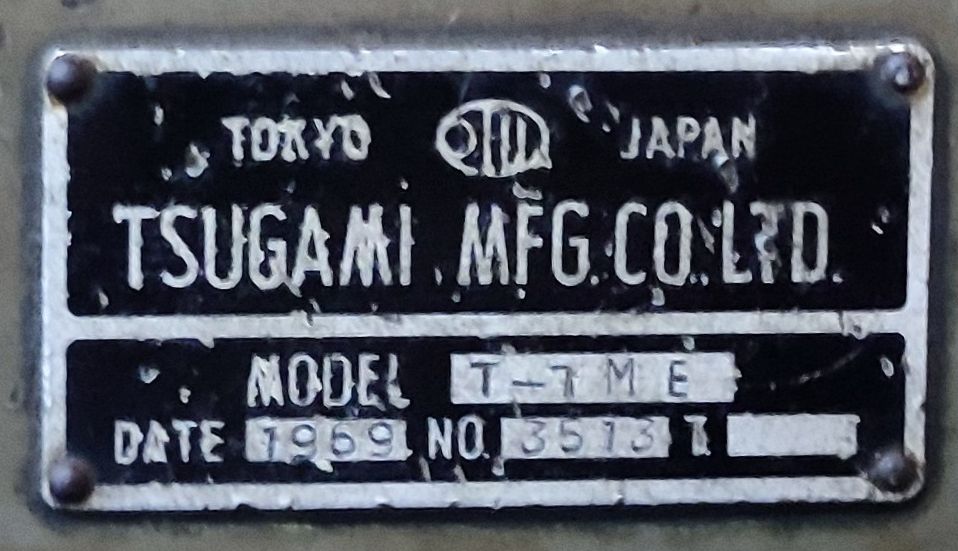 TOKYO JAPAN
TSUGAMI MFG. CO. LTD.
MODEL T-7ME
DATE 1969 NO. 3513 T